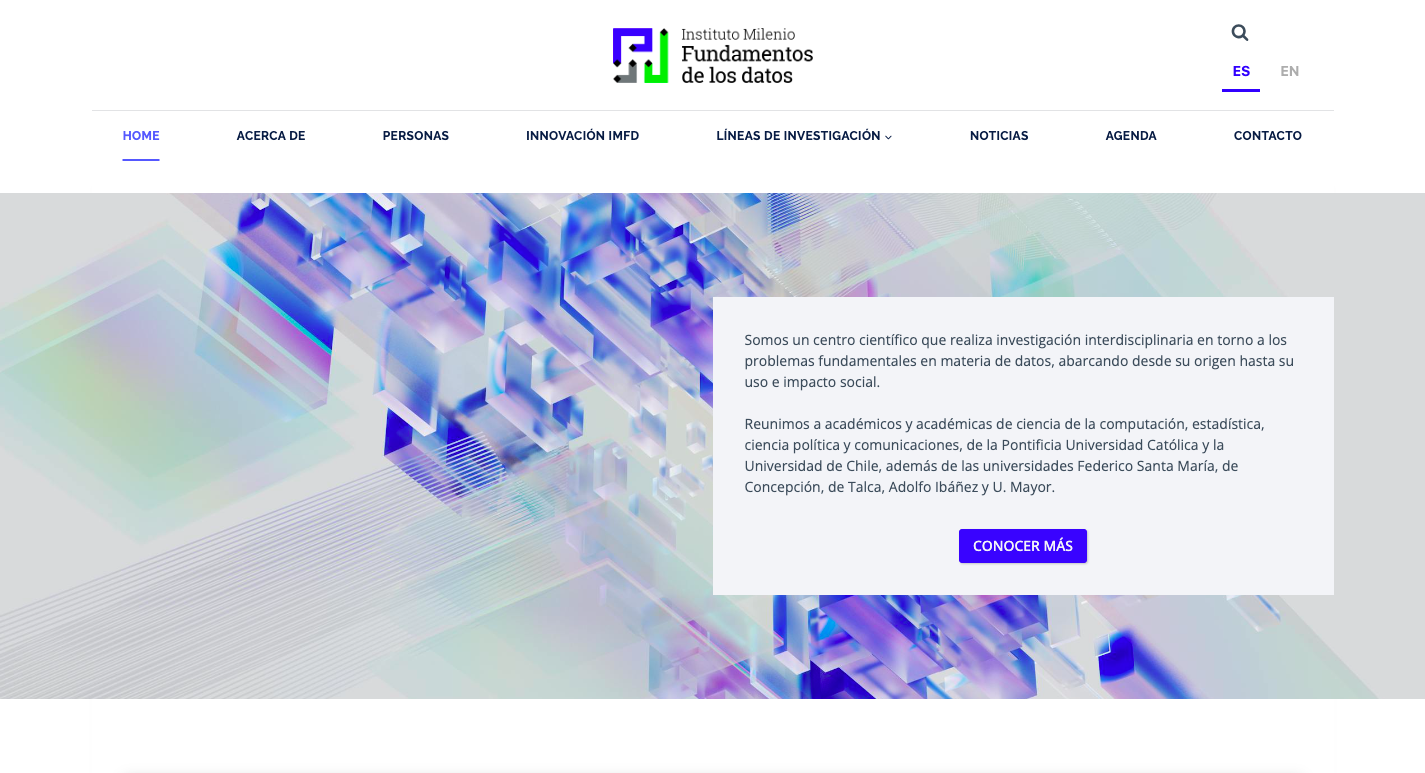 Instituto Milenio
Fundamentos
de los datos
ES EN
HOME ACERCA DE PERSONAS INNOVACIÓN IMFD LÍNEAS DE INVESTIGACIÓN NOTICIAS AGENDA CONTACTO
Somos un centro científico que realiza investigación interdisciplinaria en torno a los
problemas fundamentales en materia de datos, abarcando desde su origen hasta su
uso e impacto social.
Reunimos a académicos y académicas de ciencia de la computación, estadística,
ciencia política y comunicaciones, de la Pontificia Universidad Católica y la
Universidad de Chile, además de las universidades Federico Santa María, de
Concepción, de Talca, Adolfo Ibáñez y U. Mayor.
CONOCER MÁS